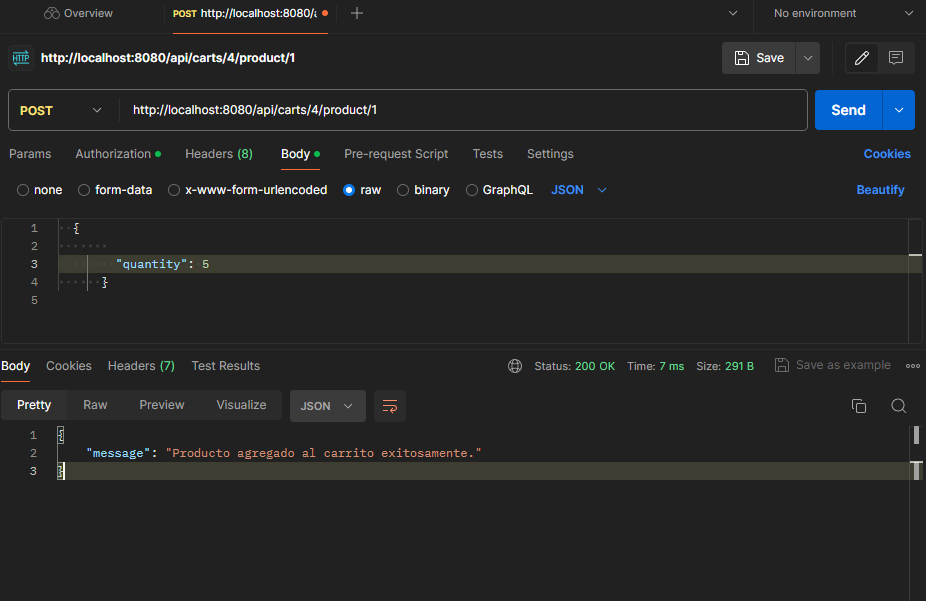 Overview POST http://localhost:8080/a No environment
HTTP http://localhost:8080/api/carts/4/product/1 Save
POST http://localhost:8080/api/carts/4/product/1 Send
Params Authorization Headers (8) Body Pre-request Script Tests Settings Cookies
none form-data x-www-form-urlencoded raw binary GraphQL JSON Beautify
1 {
2
3 "quantity": 5
4 }
5
Body Cookies Headers (7) Test Results Status: 200 OK Time: 7 ms Size: 291 B Save as example
Pretty Raw Preview Visualize JSON
1 {
2 "message": "Producto agregado al carrito exitosamente."
3 }